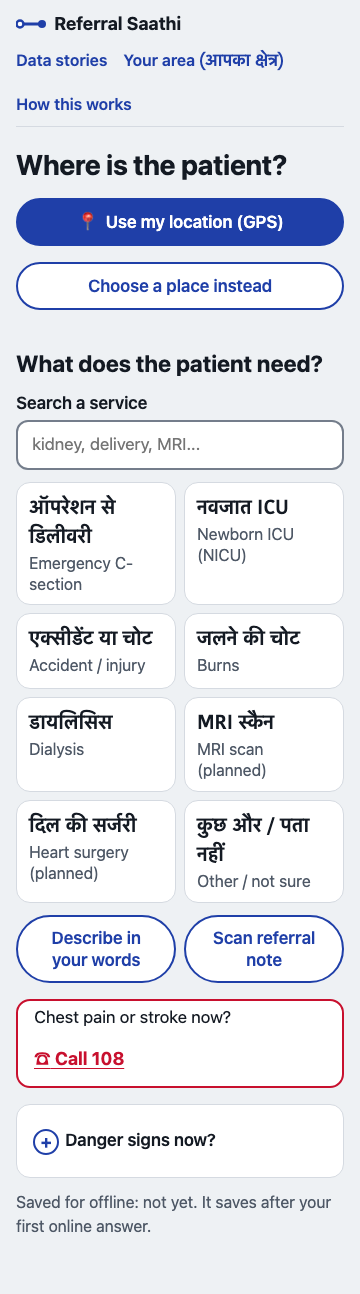 Referral Saathi
Data stories Your area (आपका क्षेत्र)
How this works
Where is the patient?
📍 Use my location (GPS)
Choose a place instead
What does the patient need?
Search a service
kidney, delivery, MRI...
ऑपरेशन से
डिलीवरी
Emergency C-
section
नवजात ICU
Newborn ICU
(NICU)
एक्सीडेंट या चोट
Accident / injury
जलने की चोट
Burns
डायलिसिस
Dialysis
MRI स्कैन
MRI scan
(planned)
दिल की सर्जरी
Heart surgery
(planned)
कुछ और / पता
नहीं
Other / not sure
Describe in
your words
Scan referral
note
Chest pain or stroke now?
☎ Call 108
Danger signs now?
Saved for offline: not yet. It saves after your
first online answer.